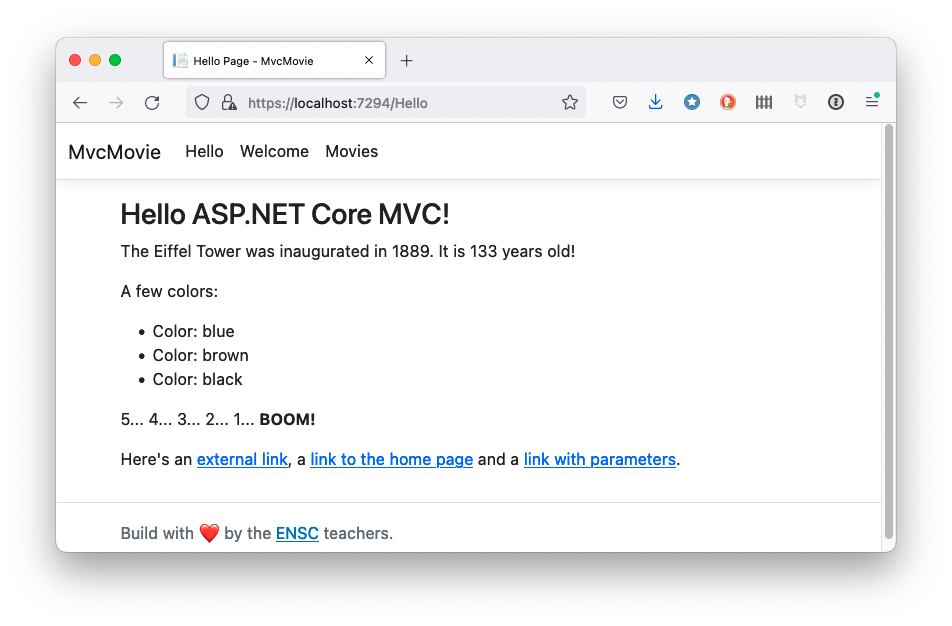 Hello Page - MvcMovie
https://localhost:7294/Hello
MvcMovie Hello Welcome Movies
Hello ASP.NET Core MVC!
The Eiffel Tower was inaugurated in 1889. It is 133 years old!
A few colors:
• Color: blue
• Color: brown
• Color: black
5... 4... 3... 2... 1... BOOM!
Here's an external link, a link to the home page and a link with parameters.
Build with ❤️ by the ENSC teachers.